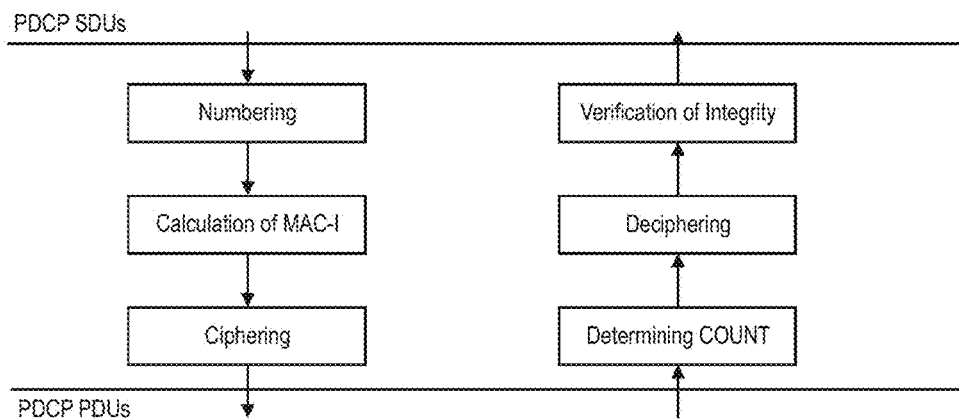 PDCP SDUs
Numbering
Verification of Integrity
Calculation of MAC-I
Deciphering
Ciphering
Determining COUNT
PDCP PDUs